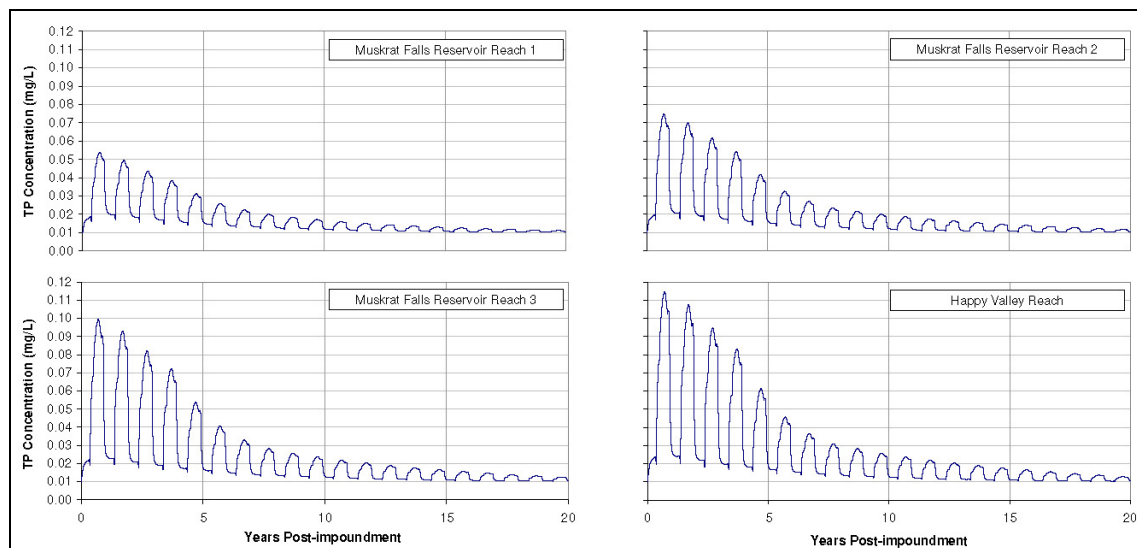 Muskrat Falls Reservoir Reach 1
TP Concentration (mg/L)
0.12
0.11
0.10
0.09
0.08
0.07
0.06
0.05
0.04
0.03
0.02
0.01
0.00
Muskrat Falls Reservoir Reach 2
Muskrat Falls Reservoir Reach 3
TP Concentration (mg/L)
0.12
0.11
0.10
0.09
0.08
0.07
0.06
0.05
0.04
0.03
0.02
0.01
0.00
0 5 10 15 20
Years Post-impoundment
Happy Valley Reach
0 5 10 15 20
Years Post-impoundment